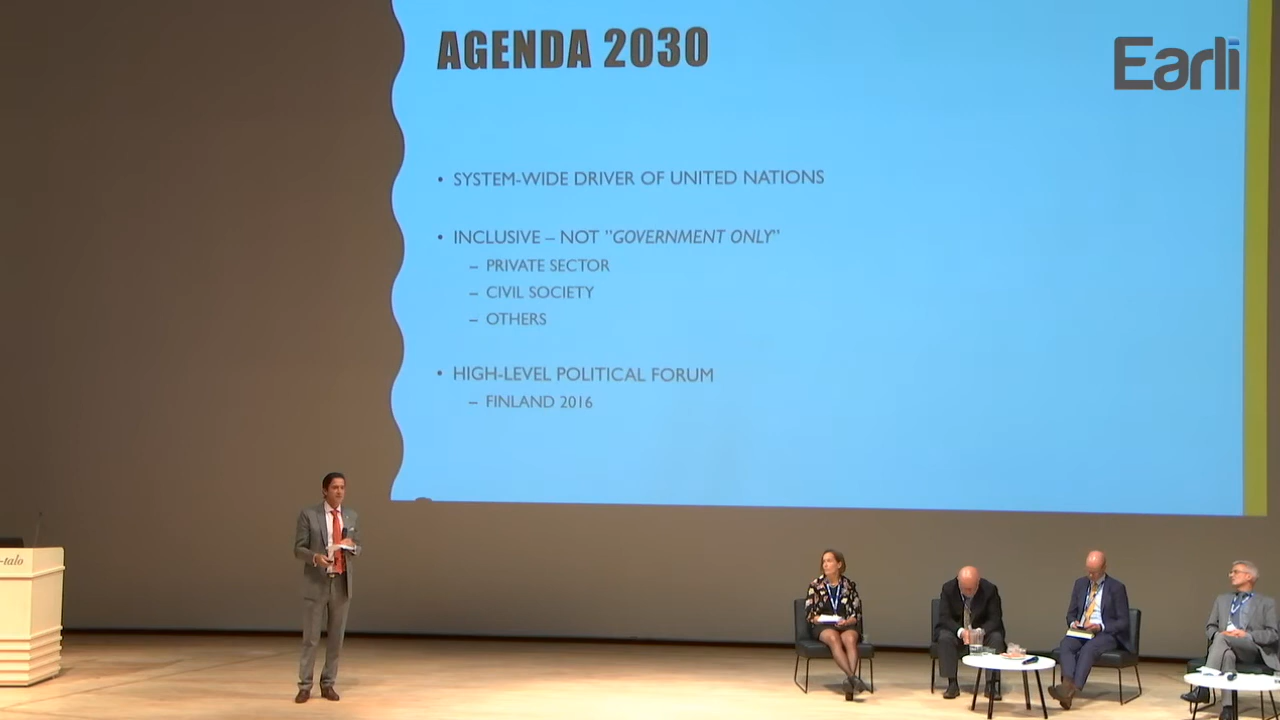 AGENDA 2030
Earli
• SYSTEM-WIDE DRIVER OF UNITED NATIONS
• INCLUSIVE – NOT "GOVERNMENT ONLY"
– PRIVATE SECTOR
– CIVIL SOCIETY
– OTHERS
• HIGH-LEVEL POLITICAL FORUM
– FINLAND 2016
-talo